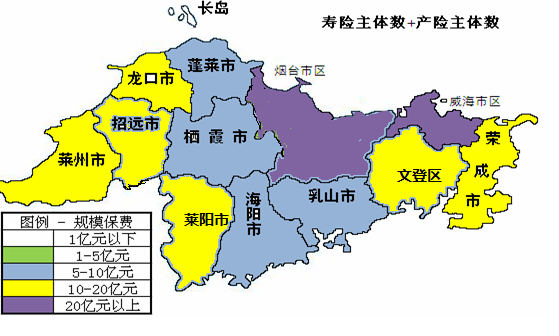 长岛
寿险主体数+产险主体数
蓬莱市
烟台市区
龙口市
威海市区
招远市
栖霞市
荣成市
莱州市
文登区
海阳市
乳山市
莱阳市
图例 - 规模保费
1亿元以下
1-5亿元
5-10亿元
10-20亿元
20亿元以上